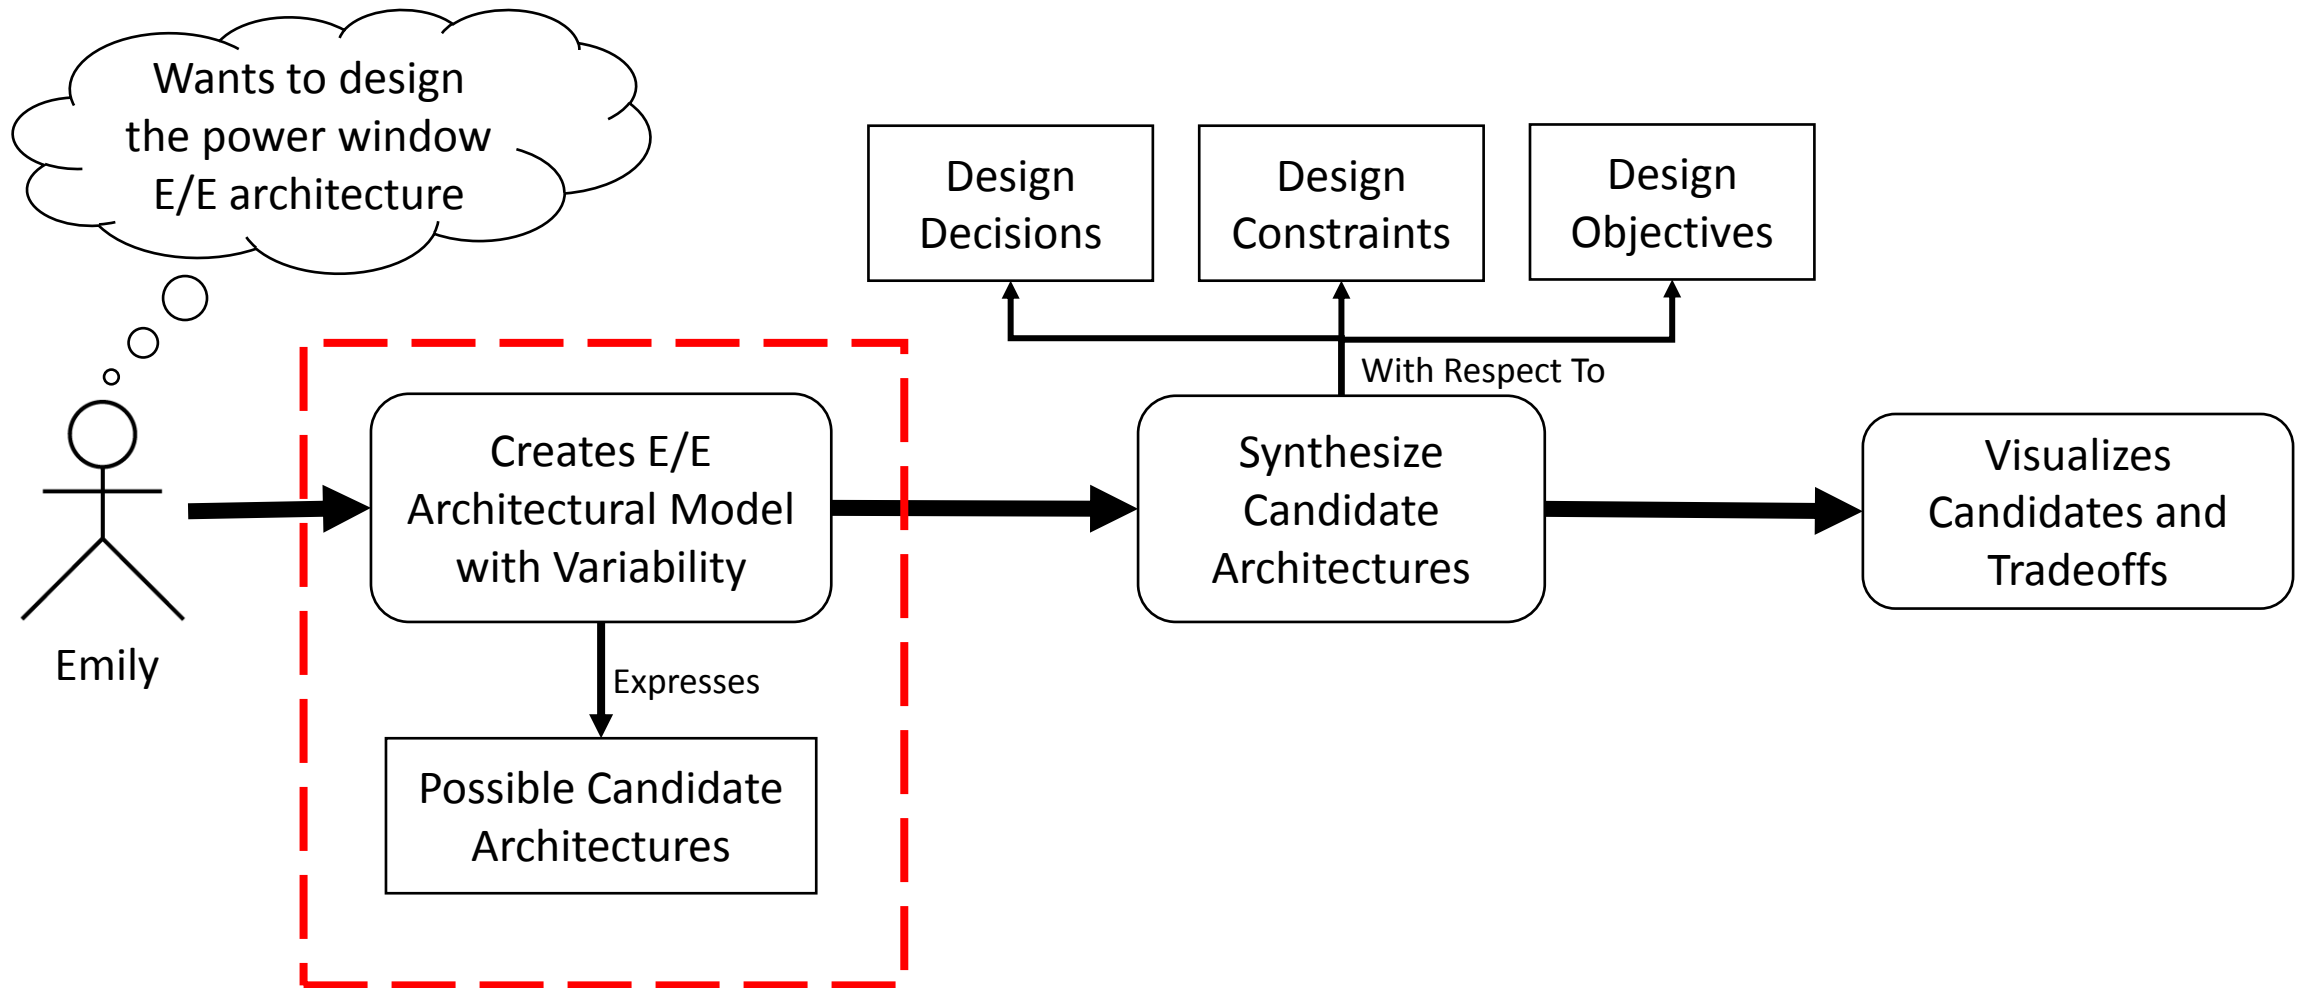 Wants to design
the power window
E/E architecture
Emily
Creates E/E
Architectural Model
with Variability
Expresses
Possible Candidate
Architectures
Design
Decisions
Design
Constraints
Design
Objectives
With Respect To
Synthesize
Candidate
Architectures
Visualizes
Candidates and
Tradeoffs